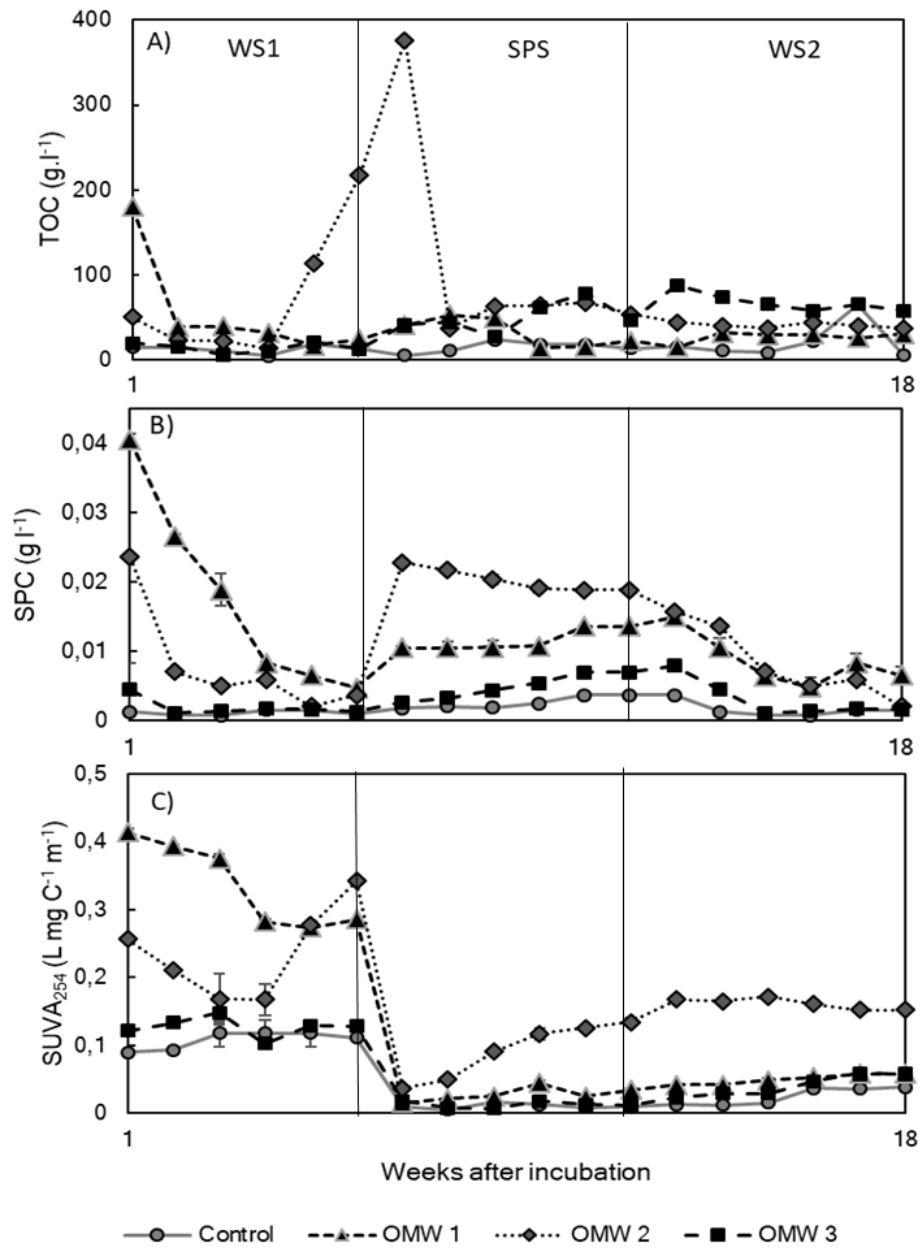 A) WS1 SPS WS2
400
300
200
100
0
TOC (g.l⁻¹)
1 18
B)
0,04
0,03
0,02
0,01
0
SPC (g l⁻¹)
1 18
C)
0,5
0,4
0,3
0,2
0,1
0
SUVA₂₅₄ (L mg C⁻¹ m⁻¹)
1 18
Weeks after incubation
Control OMW 1 OMW 2 OMW 3